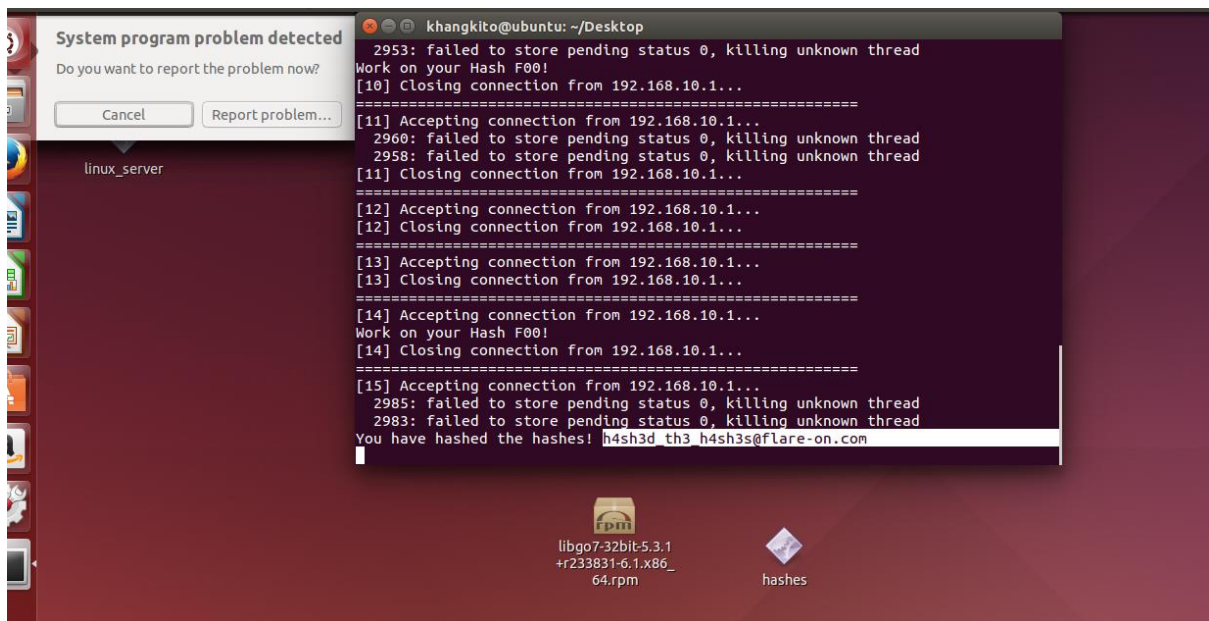 System program problem detected
Do you want to report the problem now?
Cancel
Report problem...
linux_server
khangkito@ubuntu: ~/Desktop
2953: failed to store pending status 0, killing unknown thread
Work on your Hash F00!
[10] Closing connection from 192.168.10.1...
=========================================================
[11] Accepting connection from 192.168.10.1...
2960: failed to store pending status 0, killing unknown thread
2958: failed to store pending status 0, killing unknown thread
[11] Closing connection from 192.168.10.1...
=========================================================
[12] Accepting connection from 192.168.10.1...
[12] Closing connection from 192.168.10.1...
=========================================================
[13] Accepting connection from 192.168.10.1...
[13] Closing connection from 192.168.10.1...
=========================================================
[14] Accepting connection from 192.168.10.1...
Work on your Hash F00!
[14] Closing connection from 192.168.10.1...
=========================================================
[15] Accepting connection from 192.168.10.1...
2985: failed to store pending status 0, killing unknown thread
2983: failed to store pending status 0, killing unknown thread
You have hashed the hashes! h4sh3d_th3_h4sh3s@flare-on.com
rpm
libgo7-32bit-5.3.1
+r233831-6.1.x86_
64.rpm
hashes